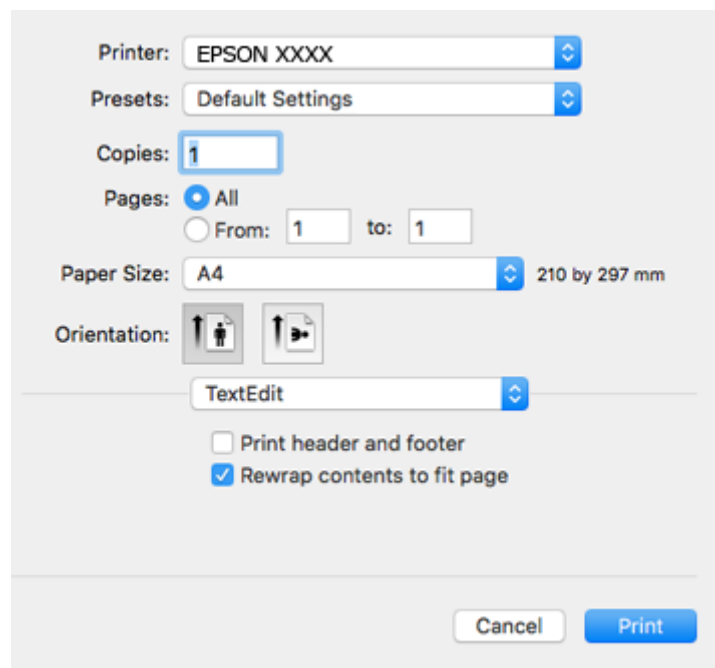 Printer: EPSON XXXX
Presets: Default Settings
Copies: 1
Pages: All
From: 1 to: 1
Paper Size: A4 210 by 297 mm
Orientation:
TextEdit
Print header and footer
Rewrap contents to fit page
Cancel Print